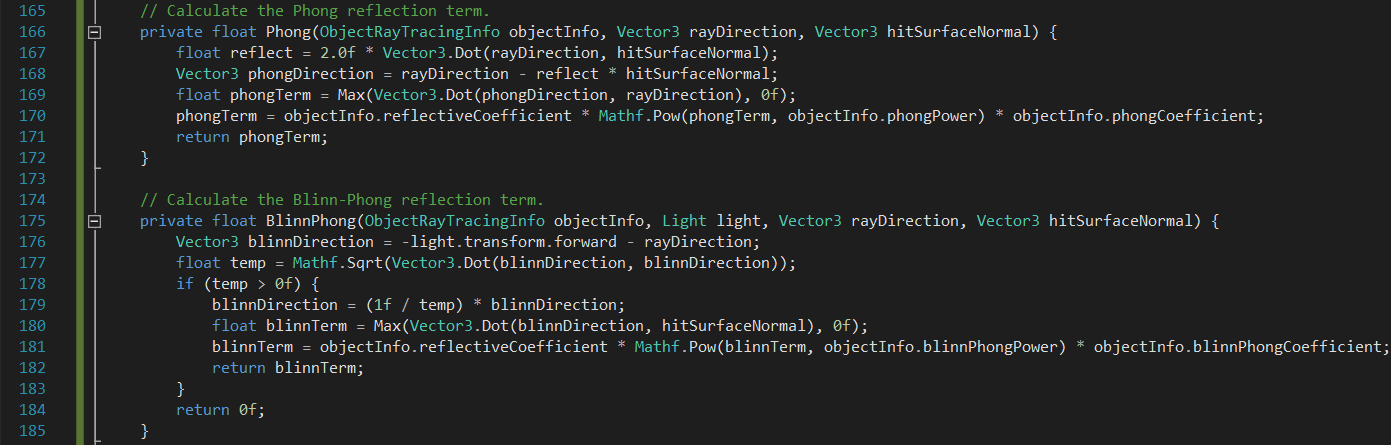 165 // Calculate the Phong reflection term.
166 private float Phong(ObjectRayTracingInfo objectInfo, Vector3 rayDirection, Vector3 hitSurfaceNormal) {
167 float reflect = 2.0f * Vector3.Dot(rayDirection, hitSurfaceNormal);
168 Vector3 phongDirection = rayDirection - reflect * hitSurfaceNormal;
169 float phongTerm = Max(Vector3.Dot(phongDirection, rayDirection), 0f);
170 phongTerm = objectInfo.reflectiveCoefficient * Mathf.Pow(phongTerm, objectInfo.phongPower) * objectInfo.phongCoefficient;
171 return phongTerm;
172 }
173
174 // Calculate the Blinn-Phong reflection term.
175 private float BlinnPhong(ObjectRayTracingInfo objectInfo, Light light, Vector3 rayDirection, Vector3 hitSurfaceNormal) {
176 Vector3 blinnDirection = -light.transform.forward - rayDirection;
177 float temp = Mathf.Sqrt(Vector3.Dot(blinnDirection, blinnDirection));
178 if (temp > 0f) {
179 blinnDirection = (1f / temp) * blinnDirection;
180 float blinnTerm = Max(Vector3.Dot(blinnDirection, hitSurfaceNormal), 0f);
181 blinnTerm = objectInfo.reflectiveCoefficient * Mathf.Pow(blinnTerm, objectInfo.blinnPhongPower) * objectInfo.blinnPhongCoefficient;
182 return blinnTerm;
183 }
184 return 0f;
185 }